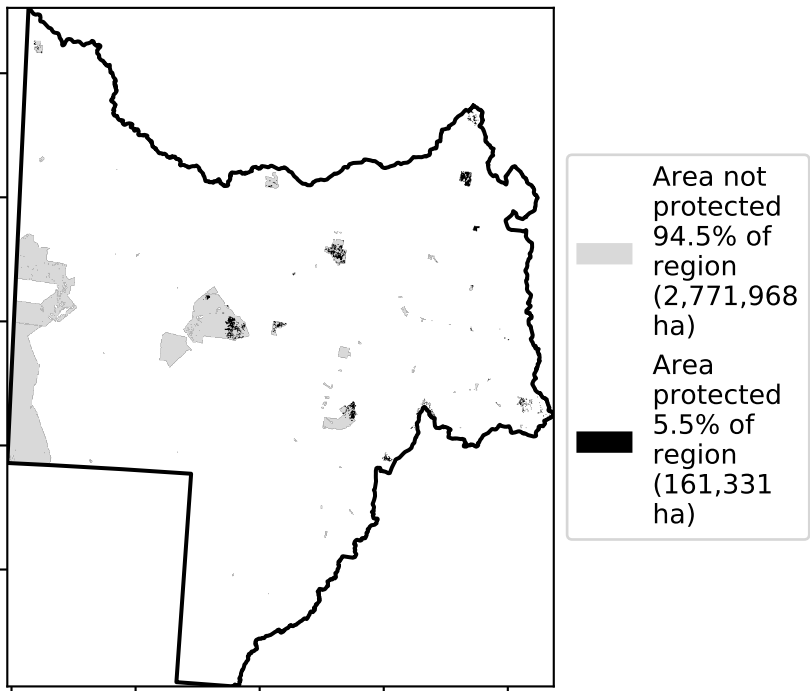 Area not
protected
94.5% of
region
(2,771,968
ha)
Area
protected
5.5% of
region
(161,331
ha)